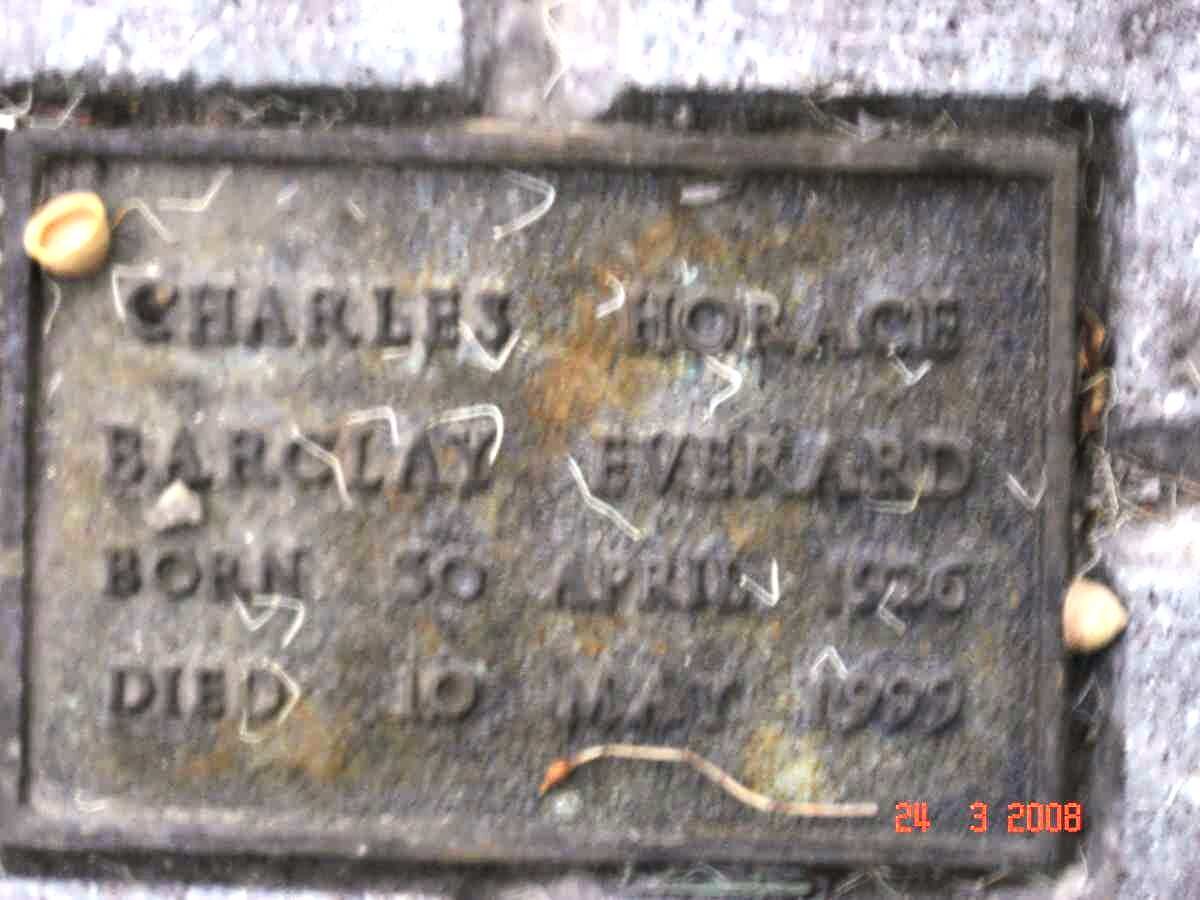 CHARLES HORACE
BARCLAY EVERARD
BORN 30 APRIL 1926
DIED 10 MAY 1999
24 3 2008